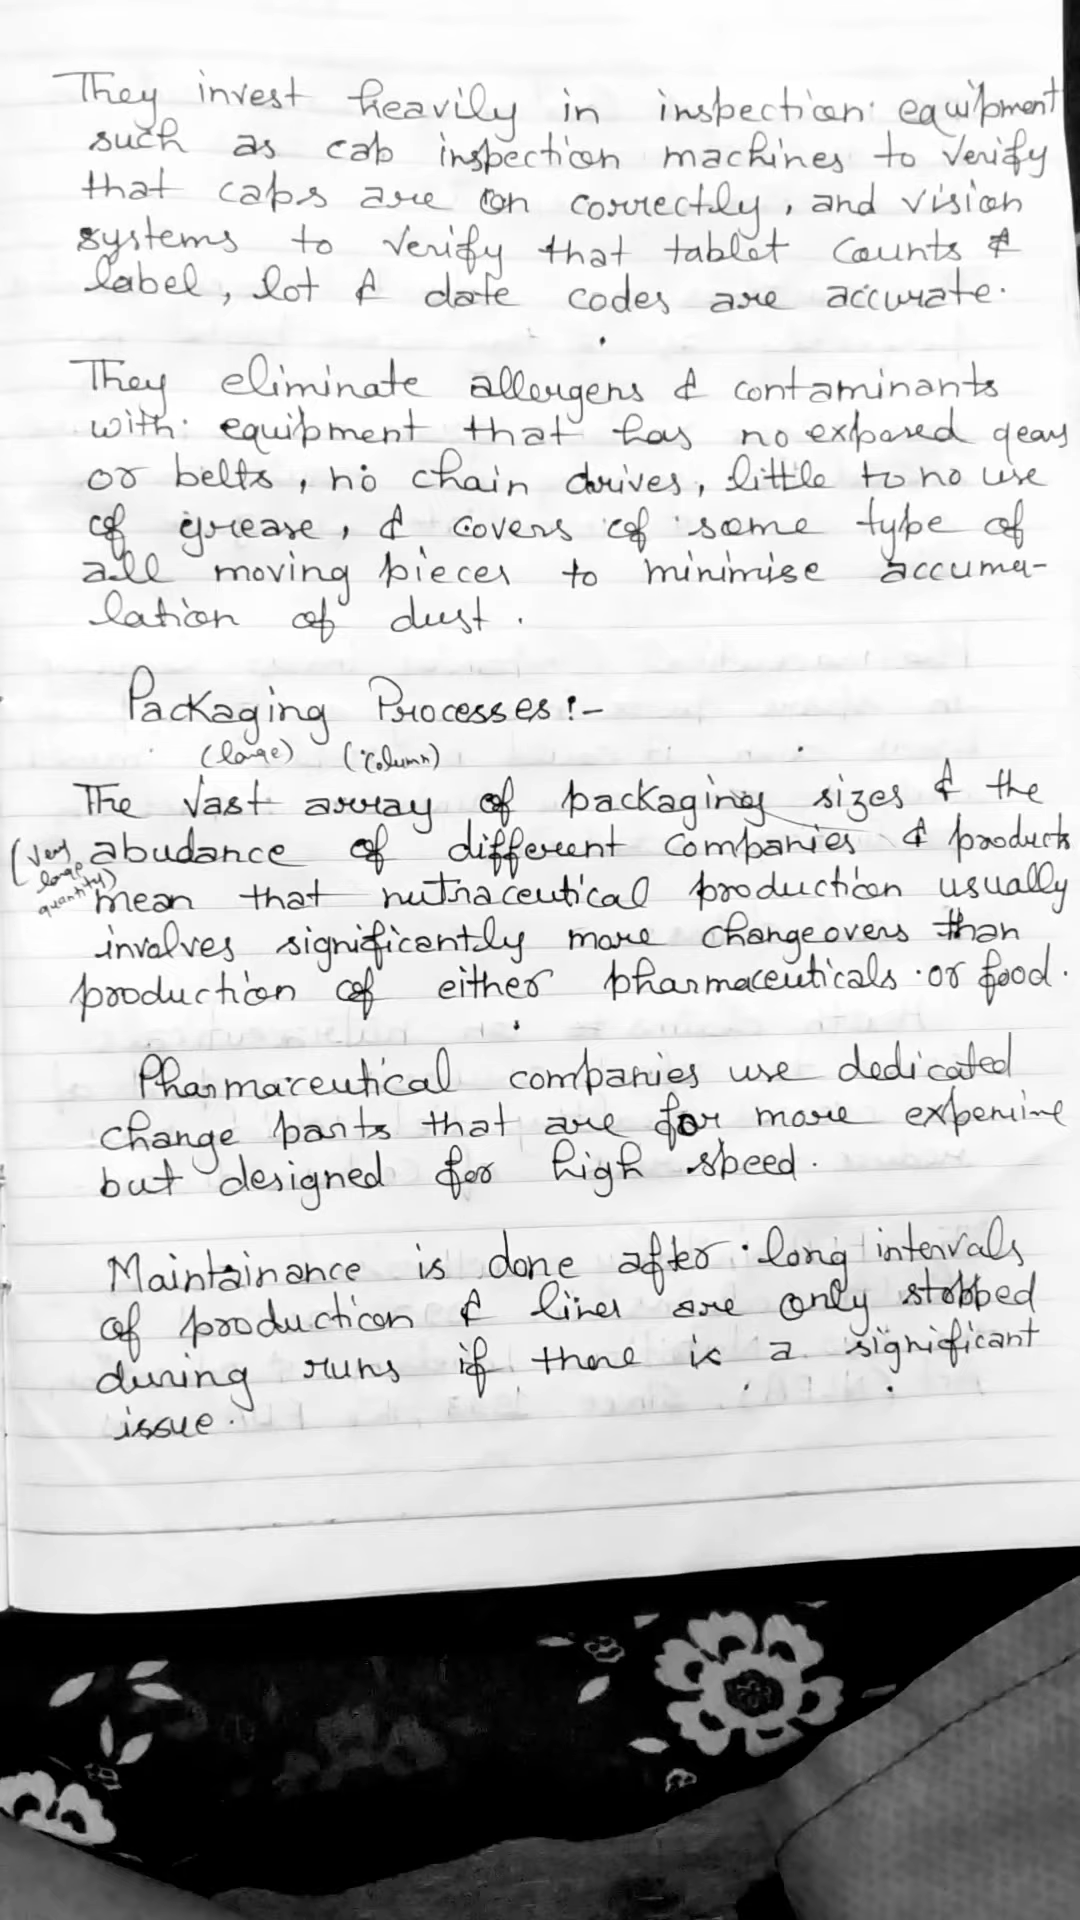 They invest heavily in inspection equipment
such as cap inspection machines to verify
that caps are on correctly, and vision
systems to verify that tablet counts &
label, lot & date codes are accurate.
They eliminate allergens & contaminants
with equipment that has no exposed gears
or belts, no chain drives, little to no use
of grease, & covers of some type of
all moving pieces to minimise accumu-
lation of dust.
Packaging Processes :-
(large) (column)
The vast array of packaging sizes & the
(very large quantity) abudance of different companies & products
mean that nutraceutical production usually
involves significantly more changeovers than
production of either pharmaceuticals or food.
Pharmaceutical companies use dedicated
change parts that are far more expensive
but designed for high speed.
Maintainance is done after long intervals
of production & lines are only stopped
during runs if there is a significant
issue.